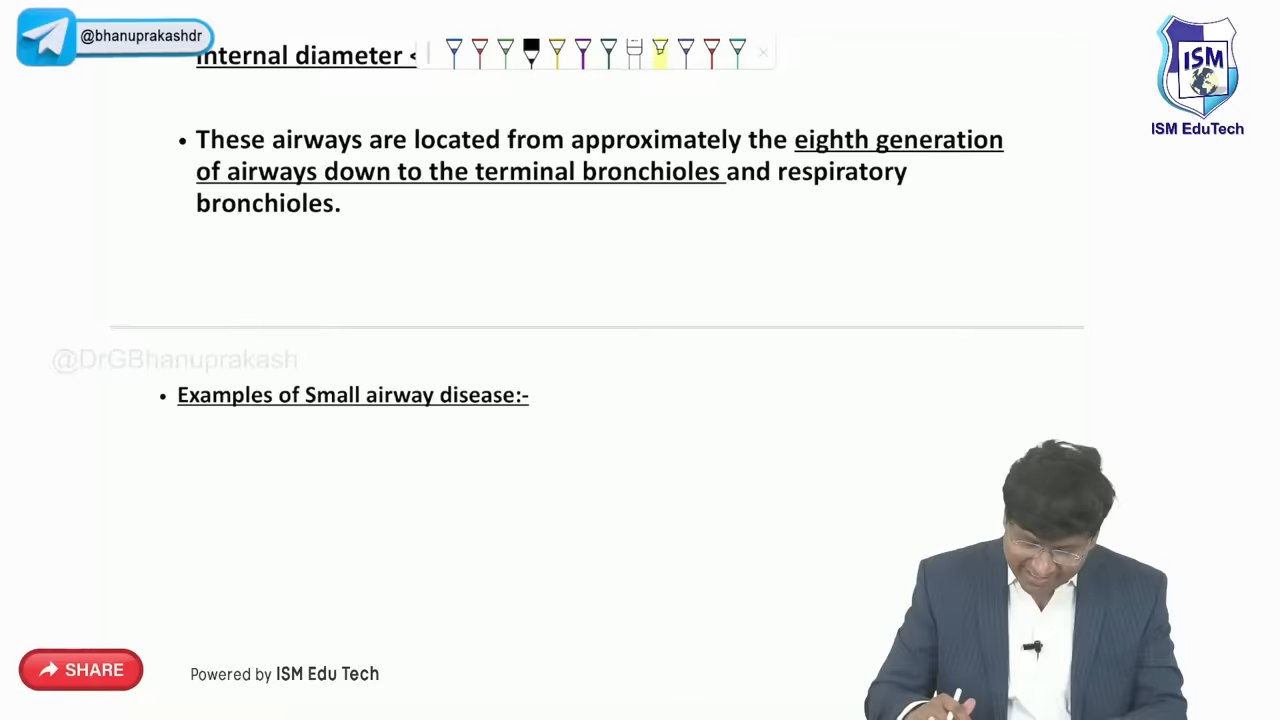 @bhanuprakashdr
Internal diameter <
ISM
ISM EduTech
• These airways are located from approximately the eighth generation
of airways down to the terminal bronchioles and respiratory
bronchioles.
@DrGBhanuprakash
• Examples of Small airway disease:-
SHARE
Powered by ISM Edu Tech